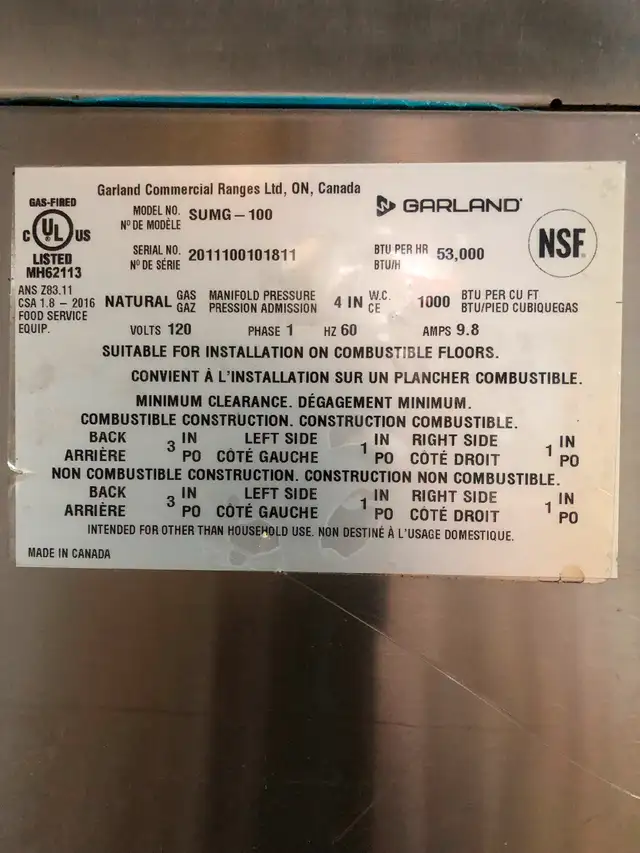 Garland Commercial Ranges Ltd, ON, Canada
GAS-FIRED
C UL US
®
LISTED
MH62113
MODEL NO. SUMG-100
Nº DE MODÈLE
GARLAND®
SERIAL NO. 2011100101811
Nº DE SÉRIE
BTU PER HR 53,000
BTU/H
NSF®
ANS Z83.11
CSA 1.8 – 2016
FOOD SERVICE
EQUIP.
NATURAL GAS MANIFOLD PRESSURE 4 IN W.C. 1000 BTU PER CU FT
GAZ PRESSION ADMISSION CE BTU/PIED CUBIQUEGAS
VOLTS 120 PHASE 1 HZ 60 AMPS 9.8
SUITABLE FOR INSTALLATION ON COMBUSTIBLE FLOORS.
CONVIENT À L'INSTALLATION SUR UN PLANCHER COMBUSTIBLE.
MINIMUM CLEARANCE. DÉGAGEMENT MINIMUM.
COMBUSTIBLE CONSTRUCTION. CONSTRUCTION COMBUSTIBLE.
BACK 3 IN LEFT SIDE 1 IN RIGHT SIDE 1 IN
ARRIÈRE PO CÔTÉ GAUCHE PO CÔTÉ DROIT PO
NON COMBUSTIBLE CONSTRUCTION. CONSTRUCTION NON COMBUSTIBLE.
BACK 3 IN LEFT SIDE 1 IN RIGHT SIDE 1 IN
ARRIÈRE PO CÔTÉ GAUCHE PO CÔTÉ DROIT PO
INTENDED FOR OTHER THAN HOUSEHOLD USE. NON DESTINÉ À L'USAGE DOMESTIQUE.
MADE IN CANADA